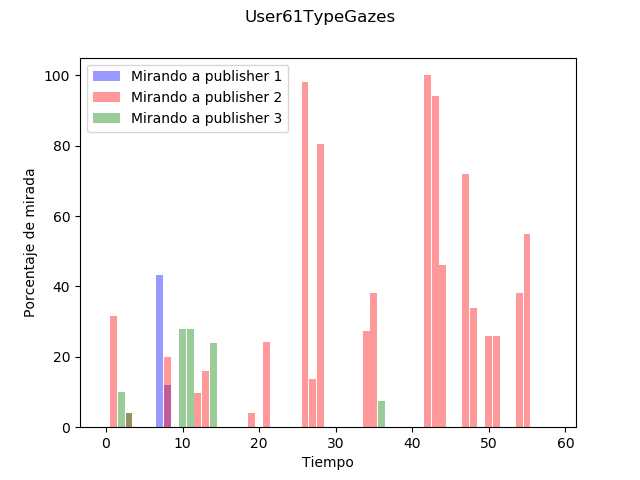 User61TypeGazes
Mirando a publisher 1
Mirando a publisher 2
Mirando a publisher 3
Porcentaje de mirada
100
80
60
40
20
0
0 10 20 30 40 50 60
Tiempo